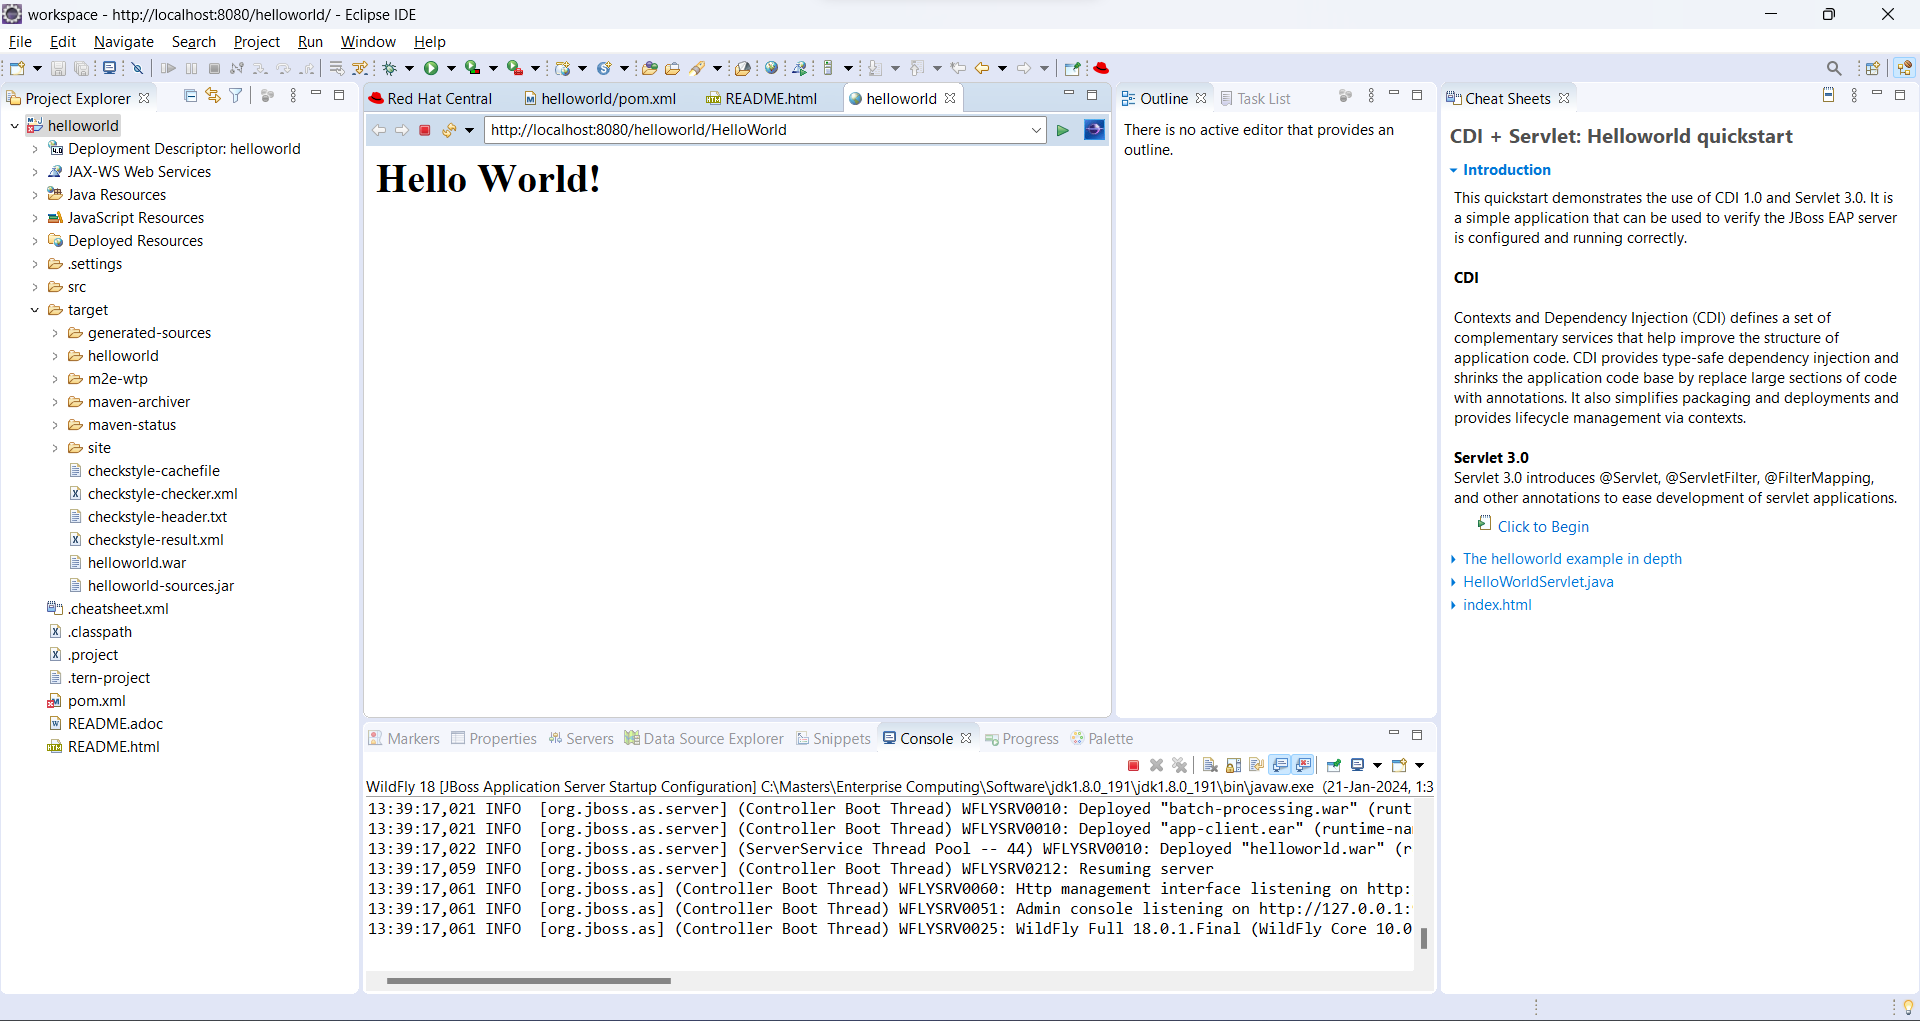 workspace - http://localhost:8080/helloworld/ - Eclipse IDE
File Edit Navigate Search Project Run Window Help
Project Explorer
helloworld
Deployment Descriptor: helloworld
JAX-WS Web Services
Java Resources
JavaScript Resources
Deployed Resources
.settings
src
target
generated-sources
helloworld
m2e-wtp
maven-archiver
maven-status
site
checkstyle-cachefile
checkstyle-checker.xml
checkstyle-header.txt
checkstyle-result.xml
helloworld.war
helloworld-sources.jar
.cheatsheet.xml
.classpath
.project
.tern-project
pom.xml
README.adoc
README.html
Red Hat Central helloworld/pom.xml README.html helloworld
http://localhost:8080/helloworld/HelloWorld
Hello World!
Outline Task List
There is no active editor that provides an
outline.
Cheat Sheets
CDI + Servlet: Helloworld quickstart
Introduction
This quickstart demonstrates the use of CDI 1.0 and Servlet 3.0. It is
a simple application that can be used to verify the JBoss EAP server
is configured and running correctly.
CDI
Contexts and Dependency Injection (CDI) defines a set of
complementary services that help improve the structure of
application code. CDI provides type-safe dependency injection and
shrinks the application code base by replace large sections of code
with annotations. It also simplifies packaging and deployments and
provides lifecycle management via contexts.
Servlet 3.0
Servlet 3.0 introduces @Servlet, @ServletFilter, @FilterMapping,
and other annotations to ease development of servlet applications.
Click to Begin
The helloworld example in depth
HelloWorldServlet.java
index.html
Markers Properties Servers Data Source Explorer Snippets Console Progress Palette
WildFly 18 [JBoss Application Server Startup Configuration] C:\Masters\Enterprise Computing\Software\jdk1.8.0_191\jdk1.8.0_191\bin\javaw.exe (21-Jan-2024, 1:3
13:39:17,021 INFO [org.jboss.as.server] (Controller Boot Thread) WFLYSRV0010: Deployed "batch-processing.war" (runt
13:39:17,021 INFO [org.jboss.as.server] (Controller Boot Thread) WFLYSRV0010: Deployed "app-client.ear" (runtime-na
13:39:17,022 INFO [org.jboss.as.server] (ServerService Thread Pool -- 44) WFLYSRV0010: Deployed "helloworld.war" (r
13:39:17,059 INFO [org.jboss.as.server] (Controller Boot Thread) WFLYSRV0212: Resuming server
13:39:17,061 INFO [org.jboss.as] (Controller Boot Thread) WFLYSRV0060: Http management interface listening on http:
13:39:17,061 INFO [org.jboss.as] (Controller Boot Thread) WFLYSRV0051: Admin console listening on http://127.0.0.1:
13:39:17,061 INFO [org.jboss.as] (Controller Boot Thread) WFLYSRV0025: WildFly Full 18.0.1.Final (WildFly Core 10.0